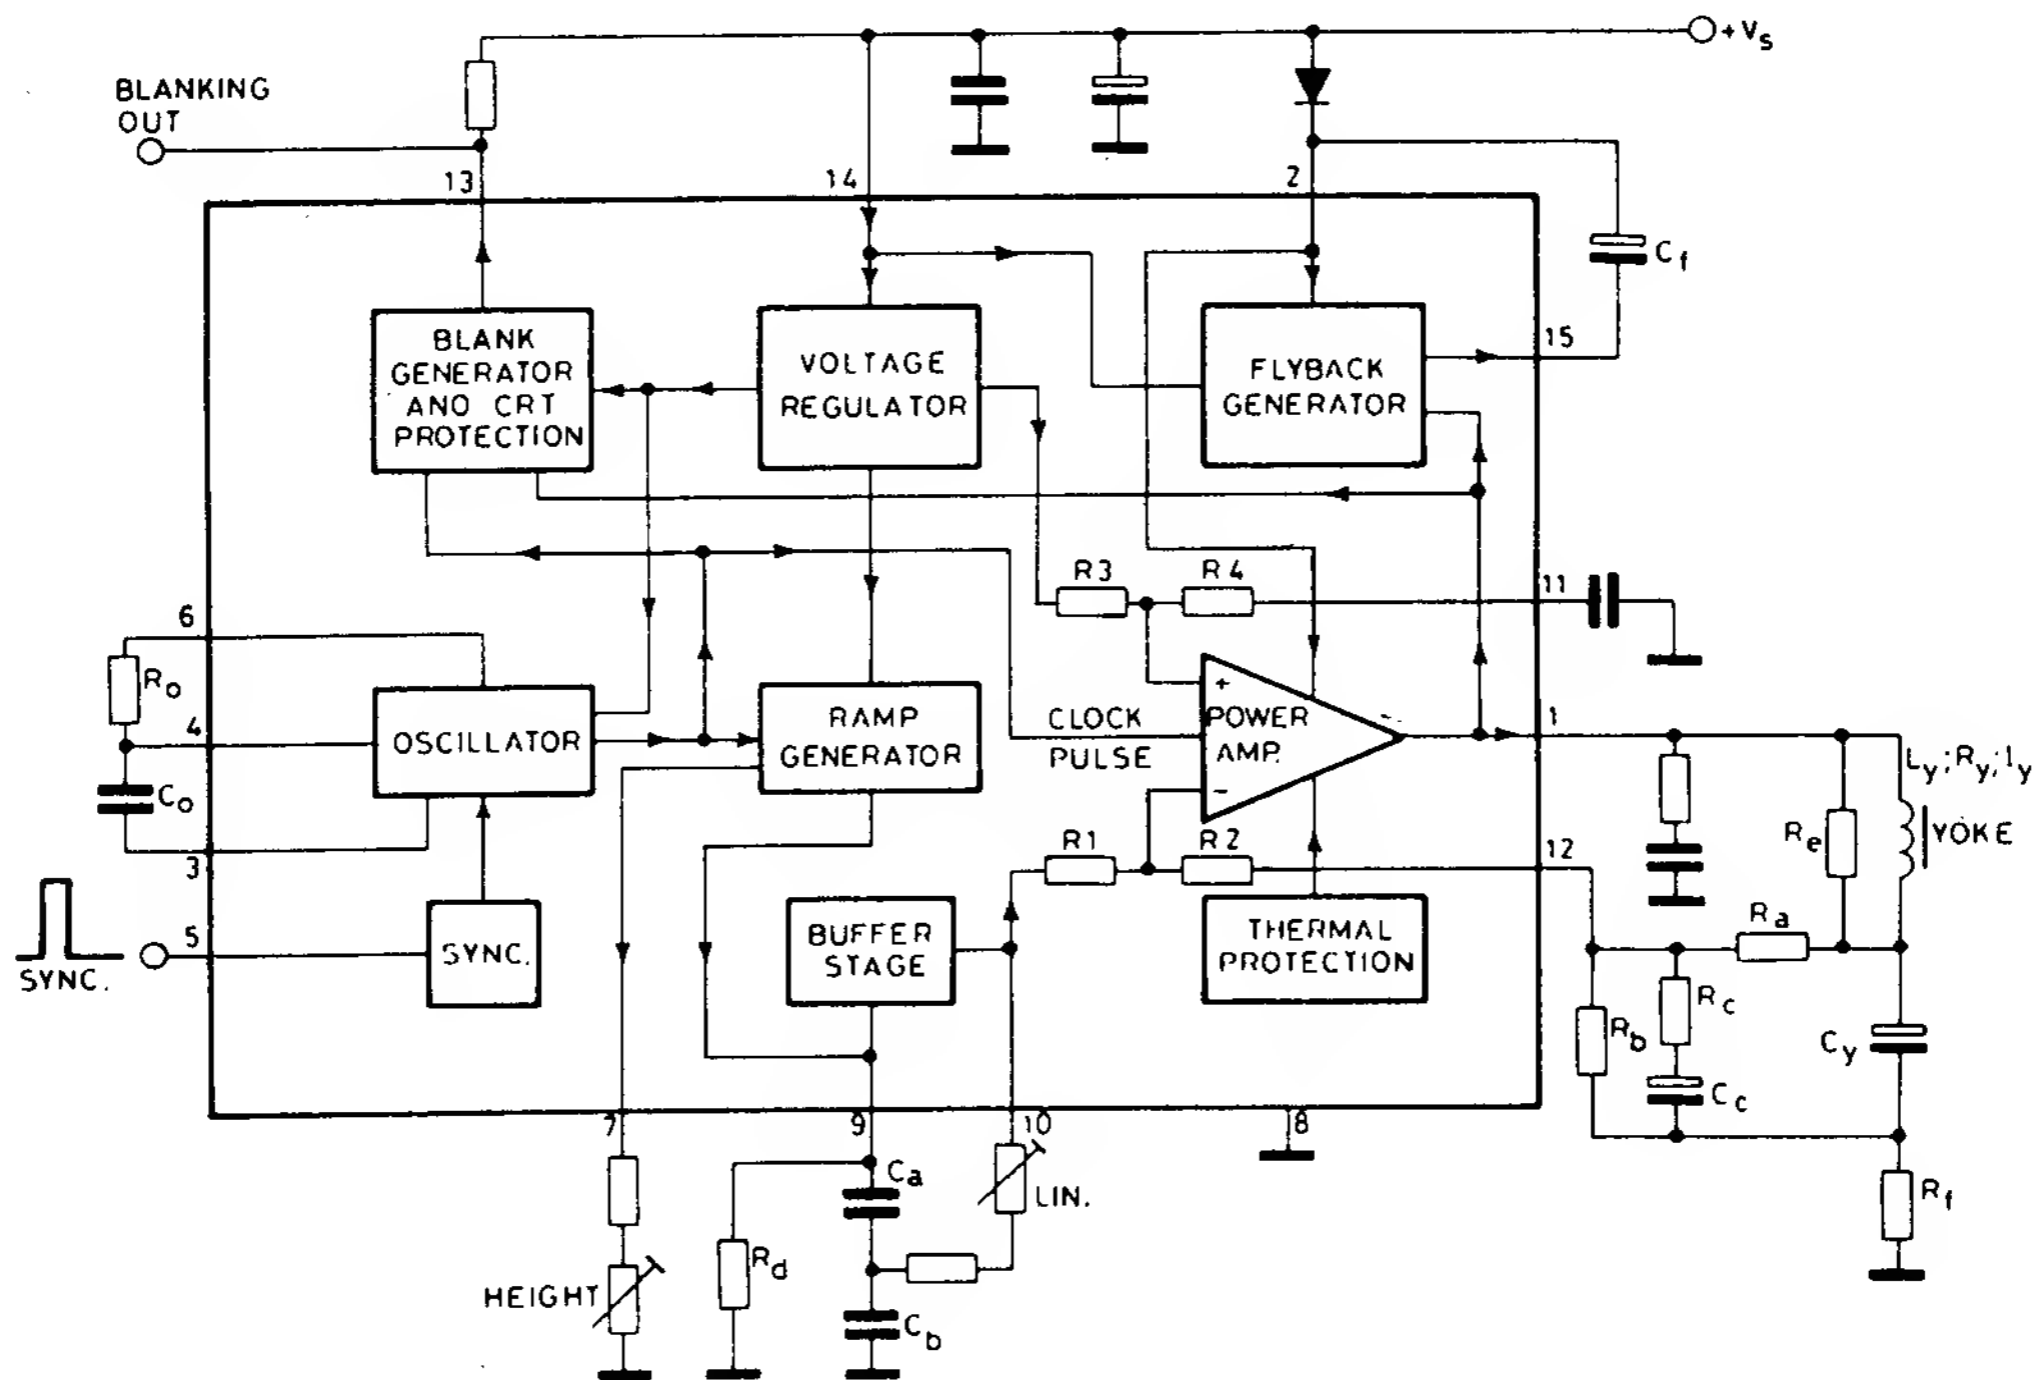 +Vs
BLANKING
OUT
13
14
2
Cf
15
BLANK
GENERATOR
AND CRT
PROTECTION
VOLTAGE
REGULATOR
FLYBACK
GENERATOR
R3
R4
11
6
Ro
4
Co
3
OSCILLATOR
RAMP
GENERATOR
CLOCK
PULSE
+
POWER
AMP.
-
1
Ly;Ry;Iy
Re
YOKE
R1
R2
12
SYNC.
5
SYNC.
BUFFER
STAGE
THERMAL
PROTECTION
Ra
Rb
Rc
Cc
Cy
7
9
10
8
Ca
LIN.
Rf
HEIGHT
Rd
Cb